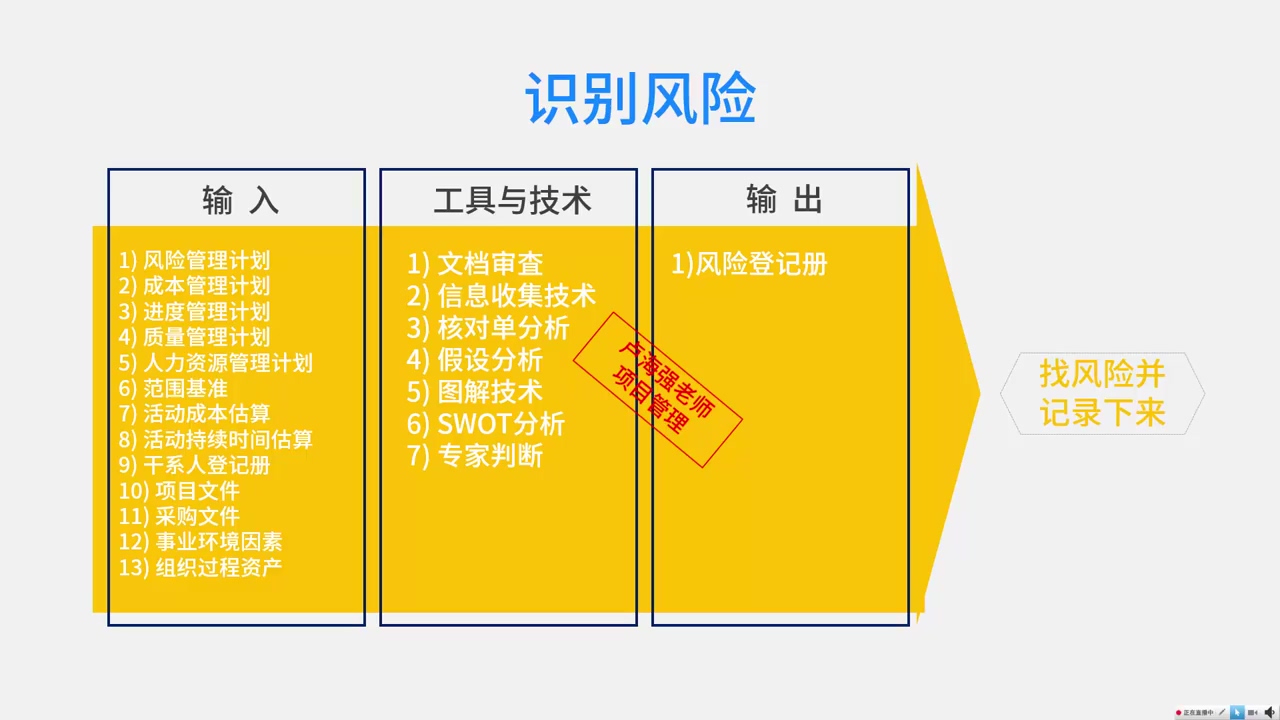 识别风险
输 入
1) 风险管理计划
2) 成本管理计划
3) 进度管理计划
4) 质量管理计划
5) 人力资源管理计划
6) 范围基准
7) 活动成本估算
8) 活动持续时间估算
9) 干系人登记册
10) 项目文件
11) 采购文件
12) 事业环境因素
13) 组织过程资产
工具与技术
1) 文档审查
2) 信息收集技术
3) 核对单分析
4) 假设分析
5) 图解技术
6) SWOT分析
7) 专家判断
输 出
1)风险登记册
卢海强老师
项目管理
找风险并
记录下来
正在直播中